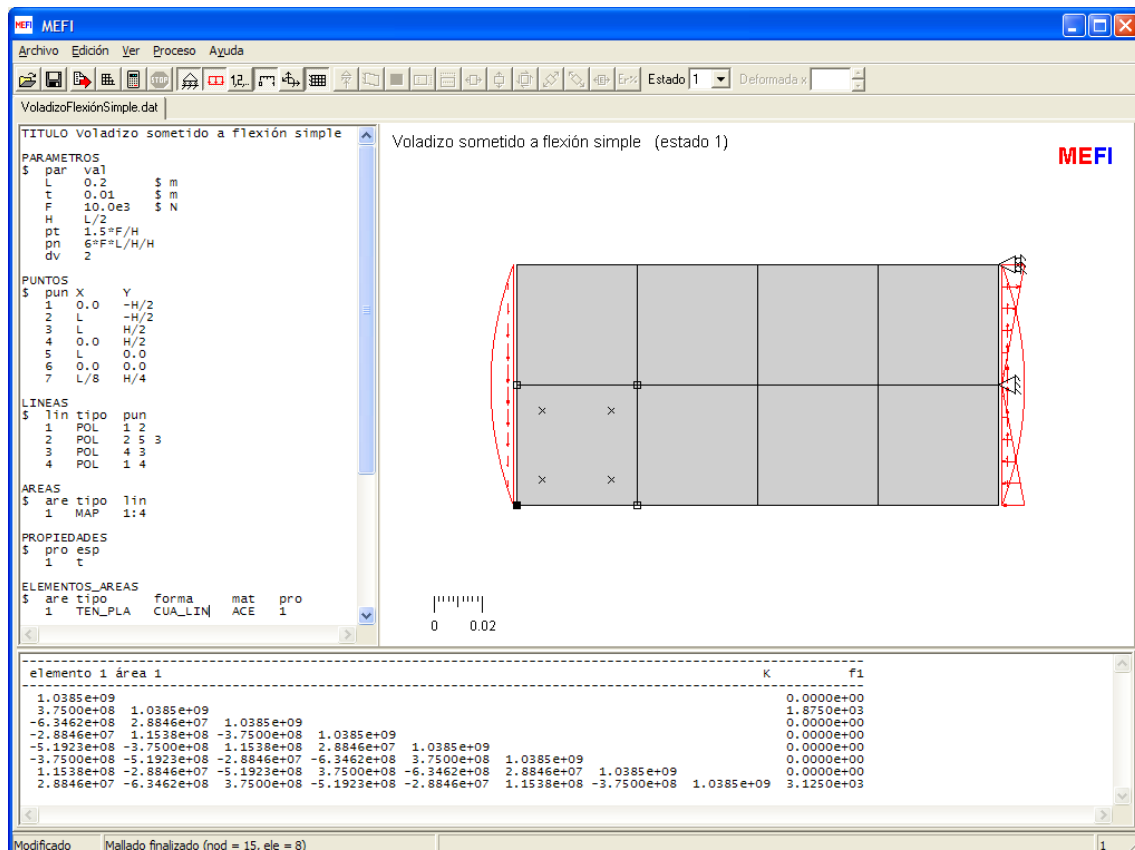 MEFI MEFI
Archivo Edición Ver Proceso Ayuda
STOP 12,.. Er% Estado 1 Deformada x
VoladizoFlexiónSimple.dat
TITULO Voladizo sometido a flexión simple
PARAMETROS
$ par val
L 0.2 $ m
t 0.01 $ m
F 10.0e3 $ N
H L/2
pt 1.5*F/H
pn 6*F*L/H/H
dv 2
PUNTOS
$ pun X Y
1 0.0 -H/2
2 L -H/2
3 L H/2
4 0.0 H/2
5 L 0.0
6 0.0 0.0
7 L/8 H/4
LINEAS
$ lin tipo pun
1 POL 1 2
2 POL 2 5 3
3 POL 4 3
4 POL 1 4
AREAS
$ are tipo lin
1 MAP 1:4
PROPIEDADES
$ pro esp
1 t
ELEMENTOS_AREAS
$ are tipo forma mat pro
1 TEN_PLA CUA_LIN ACE 1
Voladizo sometido a flexión simple (estado 1)
MEFI
0 0.02
elemento 1 área 1 K f1
1.0385e+09 0.0000e+00
3.7500e+08 1.0385e+09 1.8750e+03
-6.3462e+08 2.8846e+07 1.0385e+09 0.0000e+00
-2.8846e+07 1.1538e+08 -3.7500e+08 1.0385e+09 0.0000e+00
-5.1923e+08 -3.7500e+08 1.1538e+08 2.8846e+07 1.0385e+09 0.0000e+00
-3.7500e+08 -5.1923e+08 -2.8846e+07 -6.3462e+08 3.7500e+08 1.0385e+09 0.0000e+00
1.1538e+08 -2.8846e+07 -5.1923e+08 3.7500e+08 -6.3462e+08 2.8846e+07 1.0385e+09 0.0000e+00
2.8846e+07 -6.3462e+08 3.7500e+08 -5.1923e+08 -2.8846e+07 1.1538e+08 -3.7500e+08 1.0385e+09 3.1250e+03
Modificado Mallado finalizado (nod = 15, ele = 8) 1